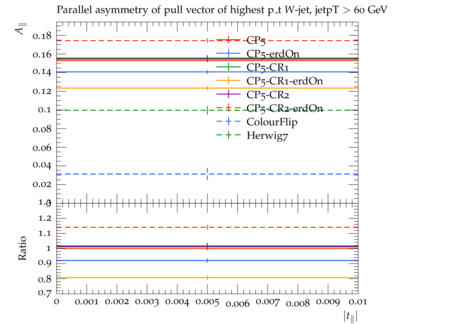 Parallel asymmetry of pull vector of highest p_t W-jet, jetpT > 60 GeV
A∥
0.18
0.16
0.14
0.12
0.1
0.08
0.06
0.04
0.02
CP5
CP5-erdOn
CP5-CR1
CP5-CR1-erdOn
CP5-CR2
CP5-CR2-erdOn
ColourFlip
Herwig7
Ratio
1.2
1.1
1
0.9
0.8
0.7
0 0.001 0.002 0.003 0.004 0.005 0.006 0.007 0.008 0.009 0.01
|t∥|